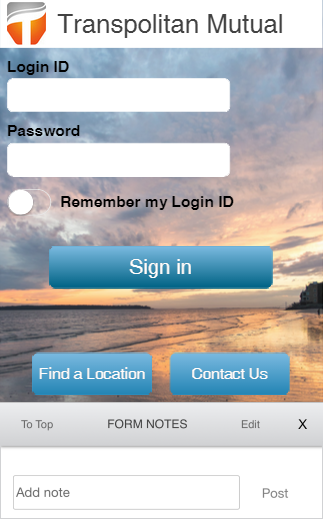 Transpolitan Mutual
Login ID
Password
Remember my Login ID
Sign in
Find a Location Contact Us
To Top FORM NOTES Edit X
Add note Post